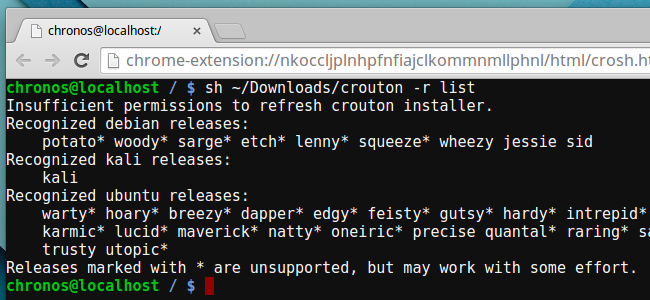 chronos@localhost:/
chrome-extension://nkoccljplnhpfnfiajclkommnmllphnl/html/crosh.h
chronos@localhost / $ sh ~/Downloads/crouton -r list
Insufficient permissions to refresh crouton installer.
Recognized debian releases:
potato* woody* sarge* etch* lenny* squeeze* wheezy jessie sid
Recognized kali releases:
kali
Recognized ubuntu releases:
warty* hoary* breezy* dapper* edgy* feisty* gutsy* hardy* intrepid*
karmic* lucid* maverick* natty* oneiric* precise quantal* raring* sa
trusty utopic*
Releases marked with * are unsupported, but may work with some effort.
chronos@localhost / $